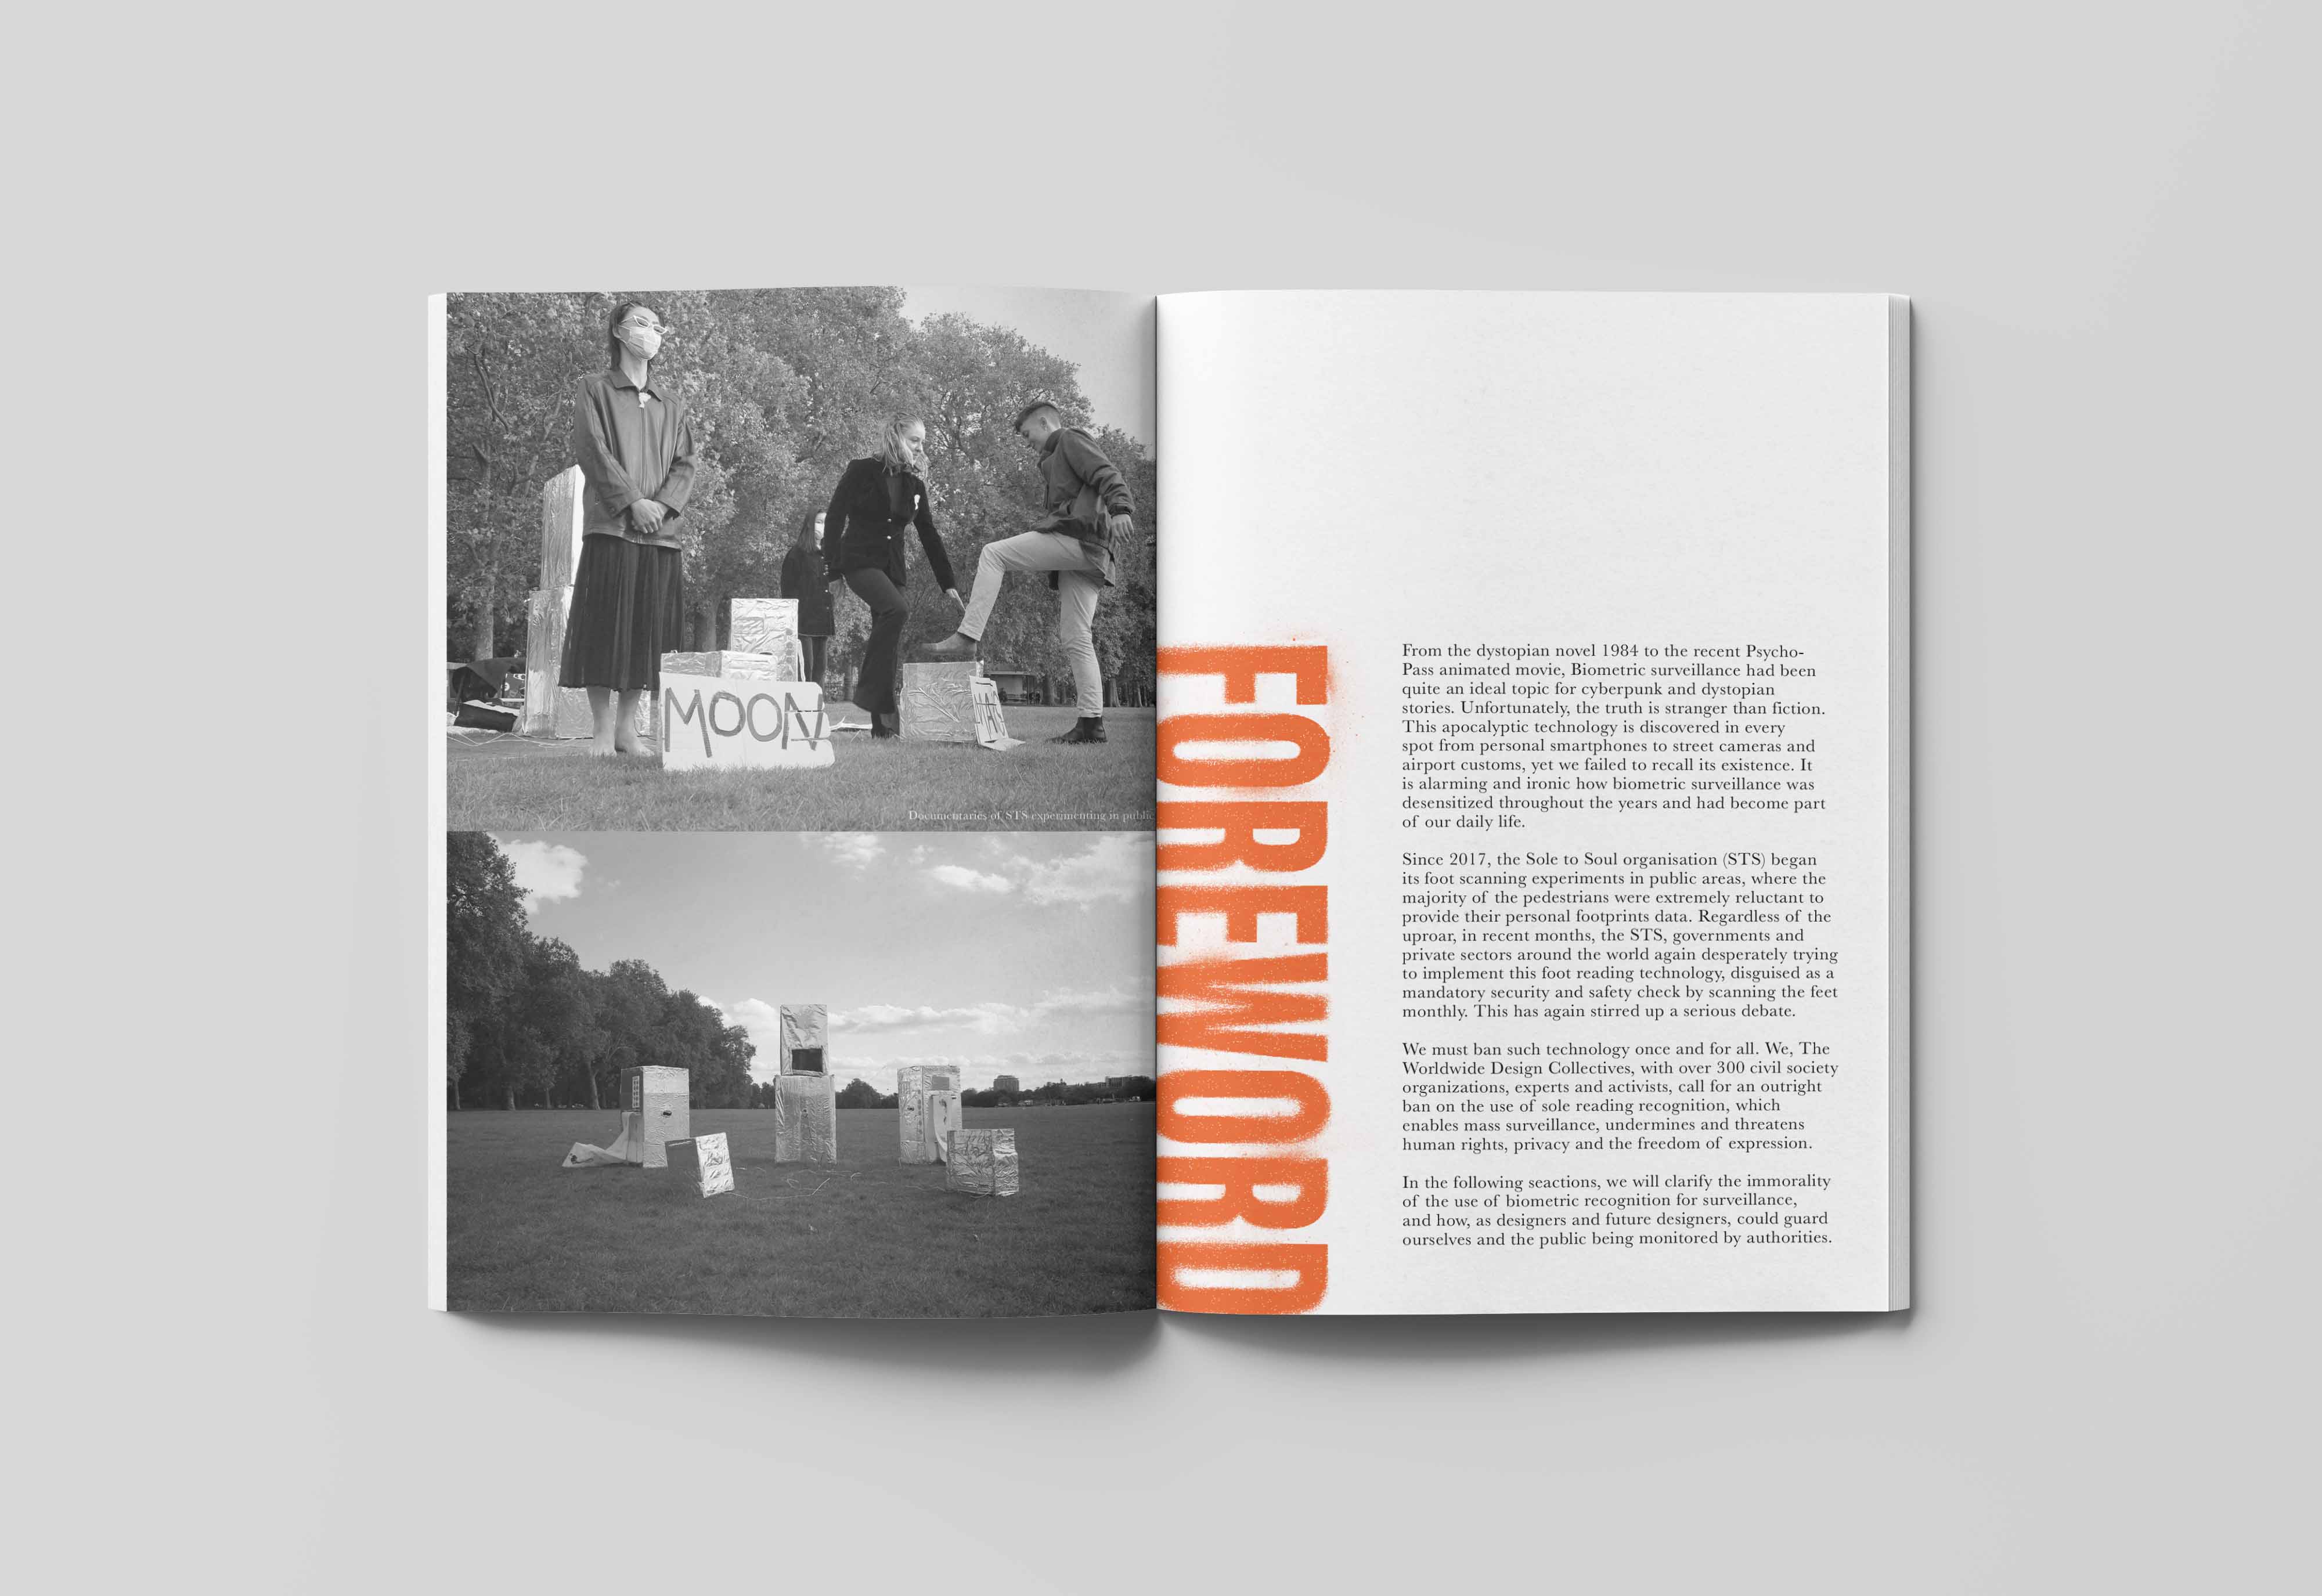 MOON
Documentaries of STS experimenting in public
FOREWORD
From the dystopian novel 1984 to the recent Psycho-
Pass animated movie, Biometric surveillance had been
quite an ideal topic for cyberpunk and dystopian
stories. Unfortunately, the truth is stranger than fiction.
This apocalyptic technology is discovered in every
spot from personal smartphones to street cameras and
airport customs, yet we failed to recall its existence. It
is alarming and ironic how biometric surveillance was
desensitized throughout the years and had become part
of our daily life.
Since 2017, the Sole to Soul organisation (STS) began
its foot scanning experiments in public areas, where the
majority of the pedestrians were extremely reluctant to
provide their personal footprints data. Regardless of the
uproar, in recent months, the STS, governments and
private sectors around the world again desperately trying
to implement this foot reading technology, disguised as a
mandatory security and safety check by scanning the feet
monthly. This has again stirred up a serious debate.
We must ban such technology once and for all. We, The
Worldwide Design Collectives, with over 300 civil society
organizations, experts and activists, call for an outright
ban on the use of sole reading recognition, which
enables mass surveillance, undermines and threatens
human rights, privacy and the freedom of expression.
In the following seactions, we will clarify the immorality
of the use of biometric recognition for surveillance,
and how, as designers and future designers, could guard
ourselves and the public being monitored by authorities.